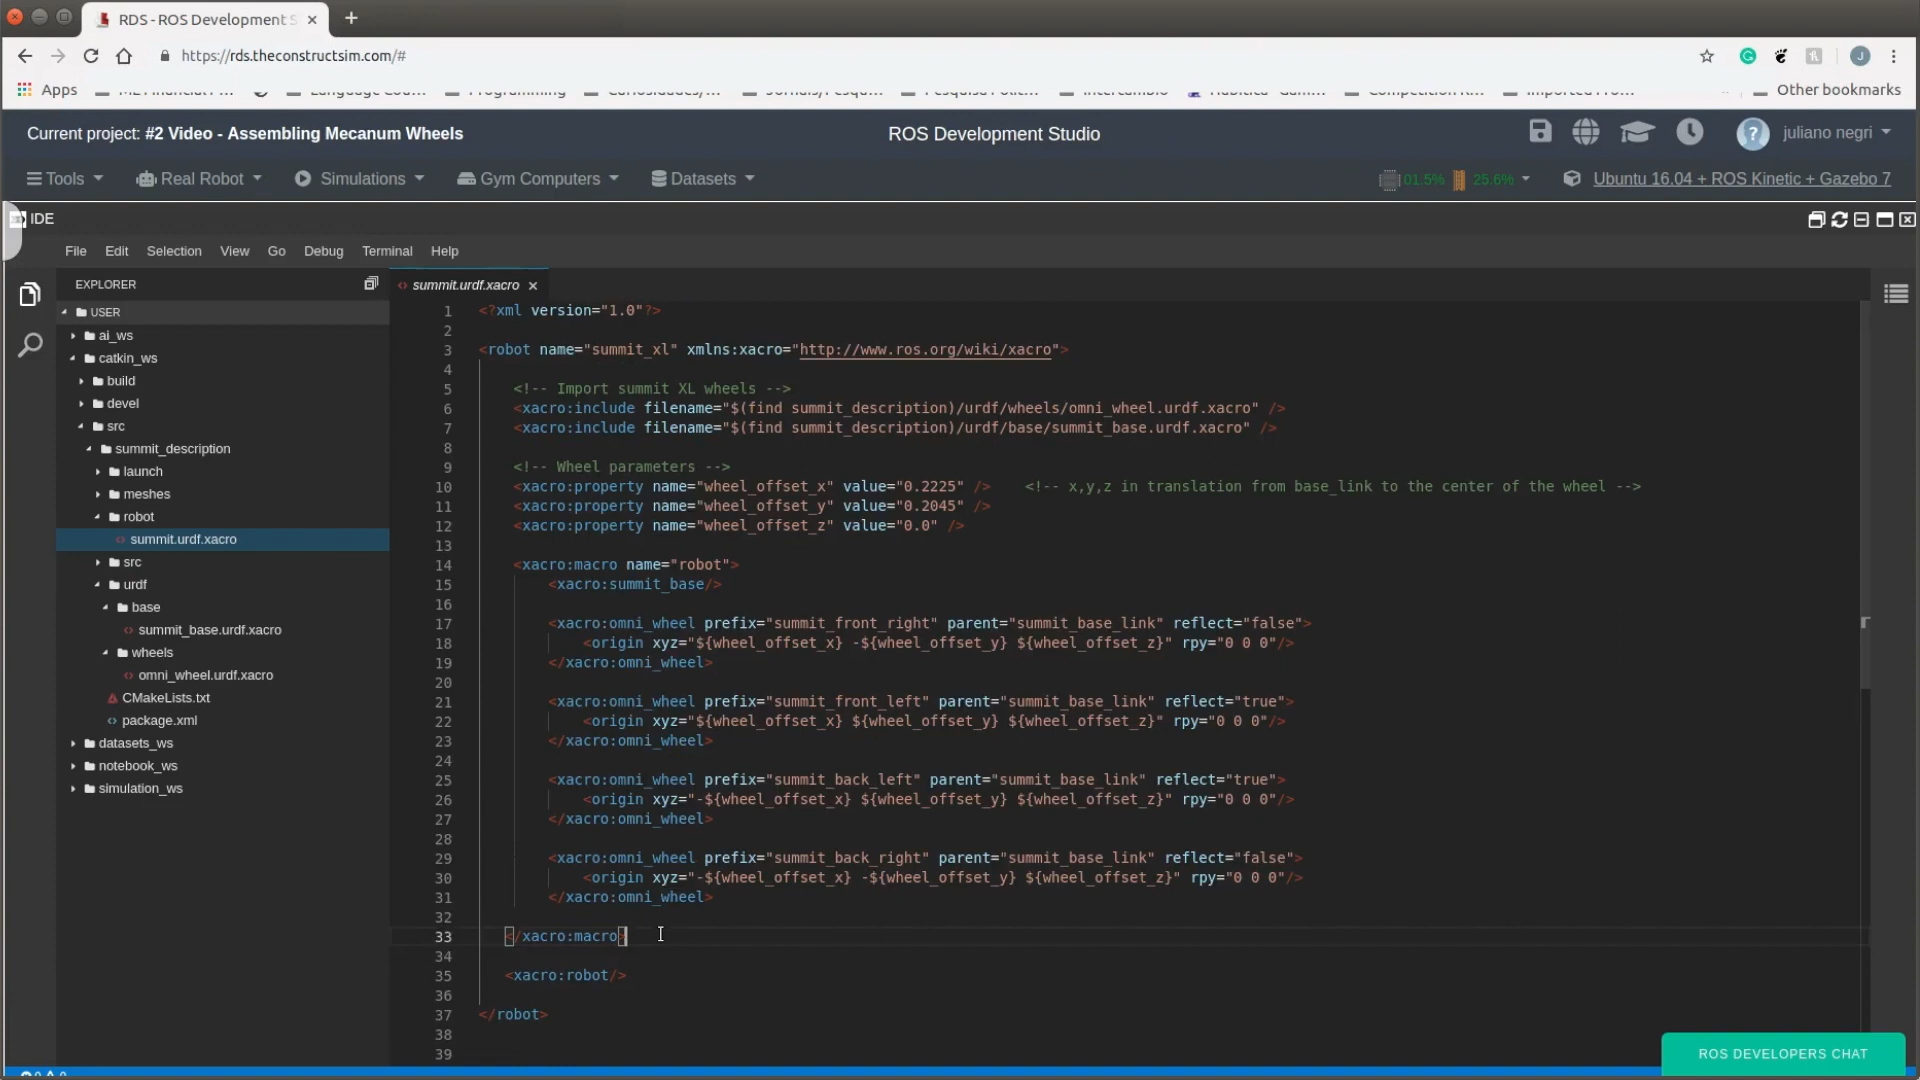 RDS - ROS Development S
https://rds.theconstructsim.com/#
Apps
Other bookmarks
Current project: #2 Video - Assembling Mecanum Wheels
ROS Development Studio
juliano negri
Tools
Real Robot
Simulations
Gym Computers
Datasets
01.5%
25.6%
Ubuntu 16.04 + ROS Kinetic + Gazebo 7
IDE
File Edit Selection View Go Debug Terminal Help
EXPLORER
USER
ai_ws
catkin_ws
build
devel
src
summit_description
launch
meshes
robot
summit.urdf.xacro
src
urdf
base
summit_base.urdf.xacro
wheels
omni_wheel.urdf.xacro
CMakeLists.txt
package.xml
datasets_ws
notebook_ws
simulation_ws
summit.urdf.xacro
1 <?xml version="1.0"?>
2
3 <robot name="summit_xl" xmlns:xacro="http://www.ros.org/wiki/xacro">
4
5 <!-- Import summit XL wheels -->
6 <xacro:include filename="$(find summit_description)/urdf/wheels/omni_wheel.urdf.xacro" />
7 <xacro:include filename="$(find summit_description)/urdf/base/summit_base.urdf.xacro" />
8
9 <!-- Wheel parameters -->
10 <xacro:property name="wheel_offset_x" value="0.2225" /> <!-- x,y,z in translation from base_link to the center of the wheel -->
11 <xacro:property name="wheel_offset_y" value="0.2045" />
12 <xacro:property name="wheel_offset_z" value="0.0" />
13
14 <xacro:macro name="robot">
15 <xacro:summit_base/>
16
17 <xacro:omni_wheel prefix="summit_front_right" parent="summit_base_link" reflect="false">
18 <origin xyz="${wheel_offset_x} -${wheel_offset_y} ${wheel_offset_z}" rpy="0 0 0"/>
19 </xacro:omni_wheel>
20
21 <xacro:omni_wheel prefix="summit_front_left" parent="summit_base_link" reflect="true">
22 <origin xyz="${wheel_offset_x} ${wheel_offset_y} ${wheel_offset_z}" rpy="0 0 0"/>
23 </xacro:omni_wheel>
24
25 <xacro:omni_wheel prefix="summit_back_left" parent="summit_base_link" reflect="true">
26 <origin xyz="-${wheel_offset_x} ${wheel_offset_y} ${wheel_offset_z}" rpy="0 0 0"/>
27 </xacro:omni_wheel>
28
29 <xacro:omni_wheel prefix="summit_back_right" parent="summit_base_link" reflect="false">
30 <origin xyz="-${wheel_offset_x} -${wheel_offset_y} ${wheel_offset_z}" rpy="0 0 0"/>
31 </xacro:omni_wheel>
32
33 </xacro:macro>
34
35 <xacro:robot/>
36
37 </robot>
38
39
ROS DEVELOPERS CHAT